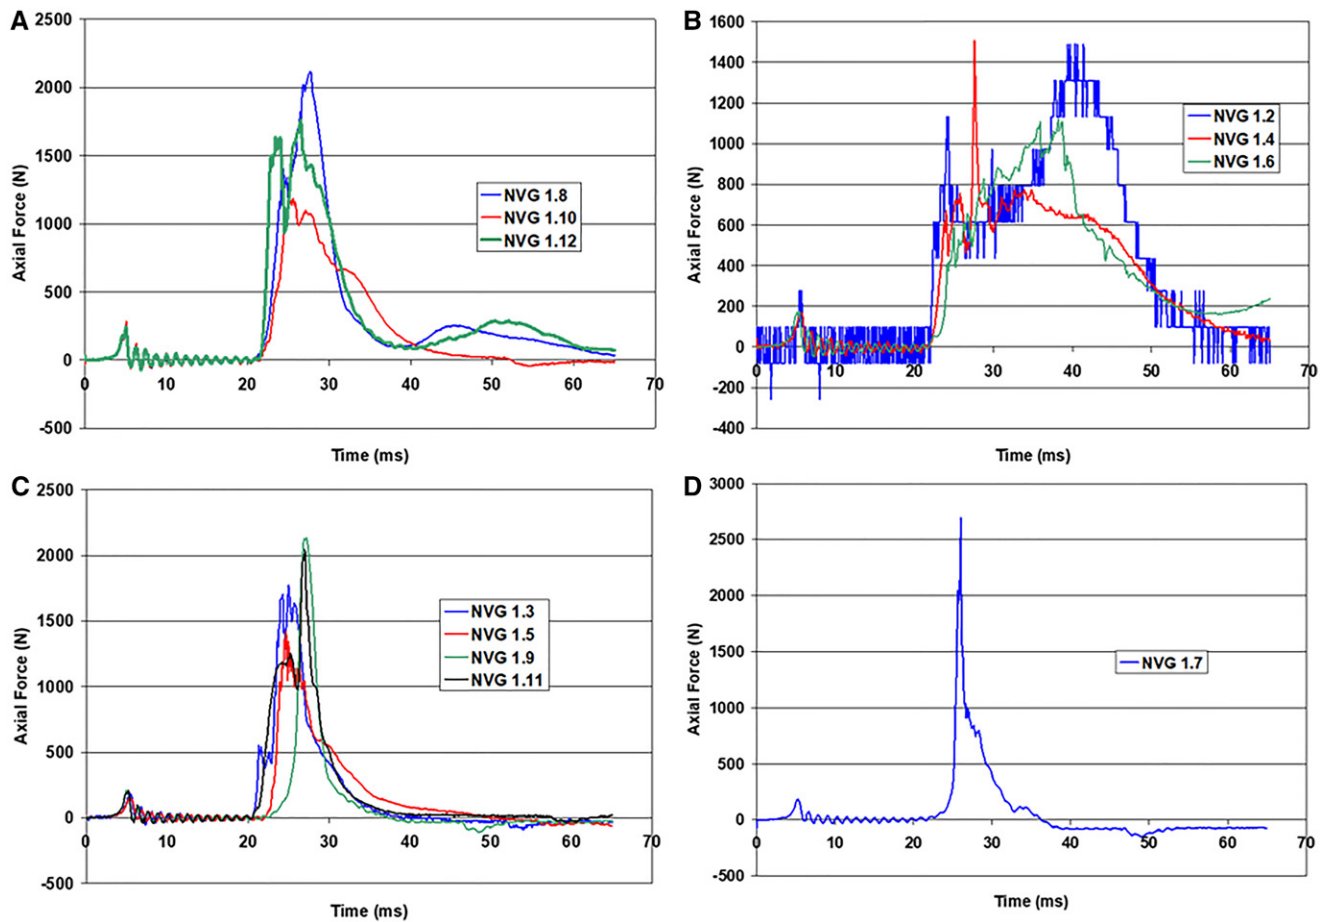 A
2500
2000
1500
1000
500
0
-500
0 10 20 30 40 50 60 70
Axial Force (N)
Time (ms)
NVG 1.8
NVG 1.10
NVG 1.12
B
1600
1400
1200
1000
800
600
400
200
0
-200
-400
0 10 20 30 40 50 60 70
Axial Force (N)
Time (ms)
NVG 1.2
NVG 1.4
NVG 1.6
C
2500
2000
1500
1000
500
0
-500
0 10 20 30 40 50 60 70
Axial Force (N)
Time (ms)
NVG 1.3
NVG 1.5
NVG 1.9
NVG 1.11
D
3000
2500
2000
1500
1000
500
0
-500
0 10 20 30 40 50 60 70
Axial Force (N)
Time (ms)
NVG 1.7